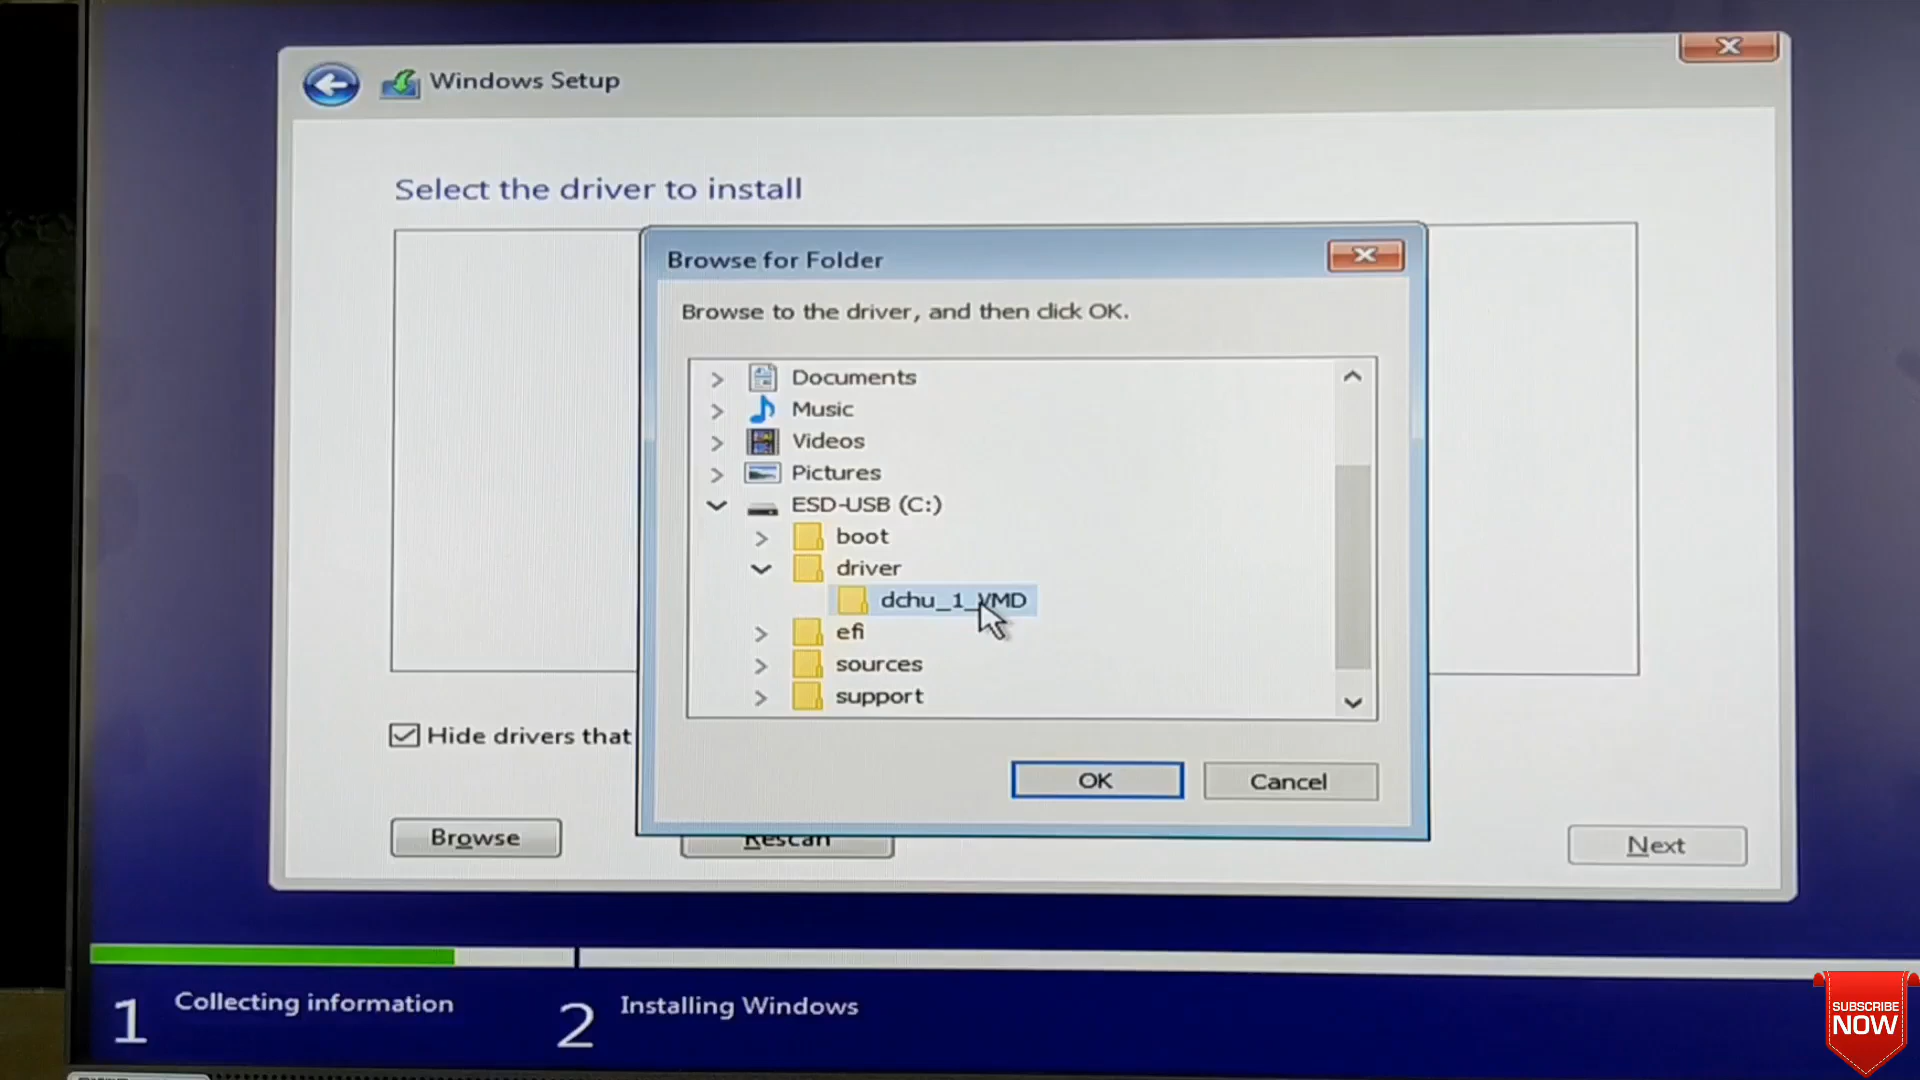 Windows Setup
Select the driver to install
Browse for Folder
Browse to the driver, and then click OK.
Documents
Music
Videos
Pictures
ESD-USB (C:)
boot
driver
dchu_1_VMD
efi
sources
support
Hide drivers that
OK
Cancel
Browse
Rescan
Next
1
Collecting information
2
Installing Windows
SUBSCRIBE
NOW